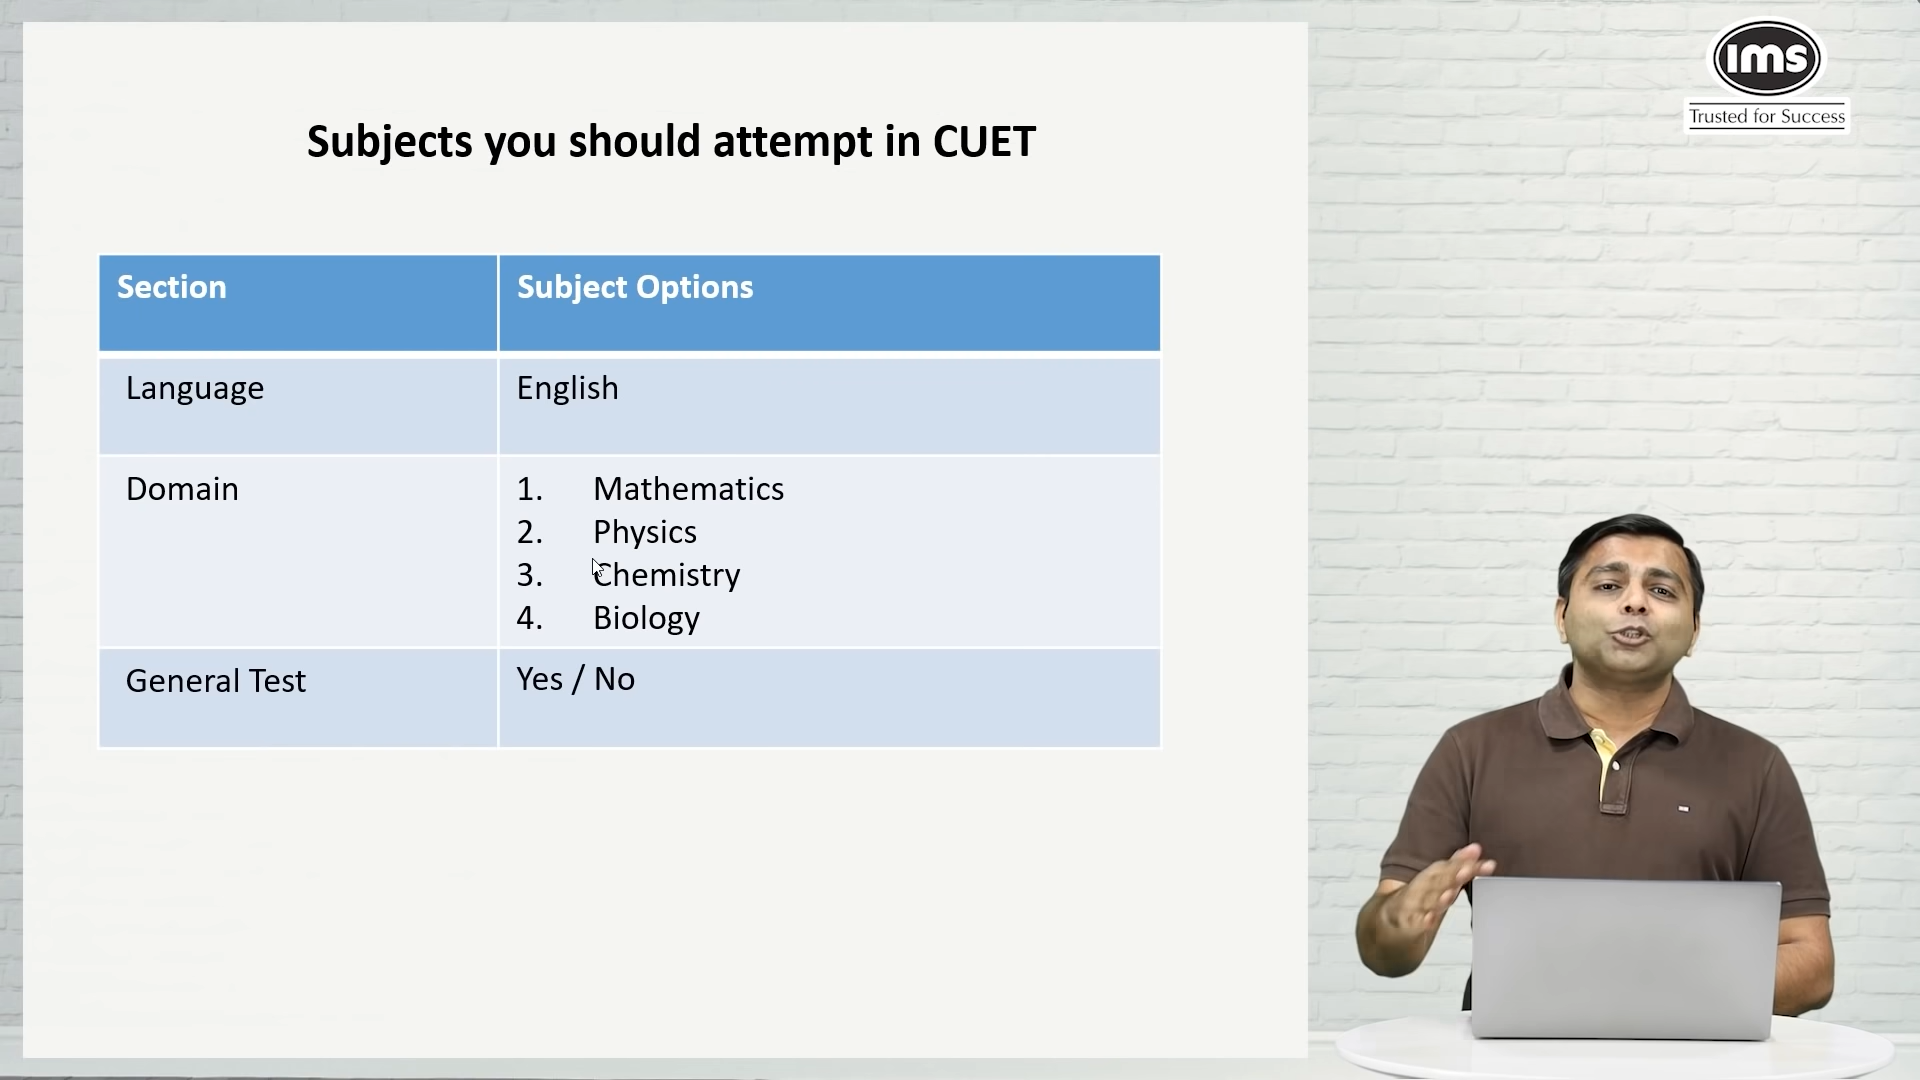 ims
Trusted for Success
Subjects you should attempt in CUET
Section Subject Options
Language English
Domain 1. Mathematics
2. Physics
3. Chemistry
4. Biology
General Test Yes / No